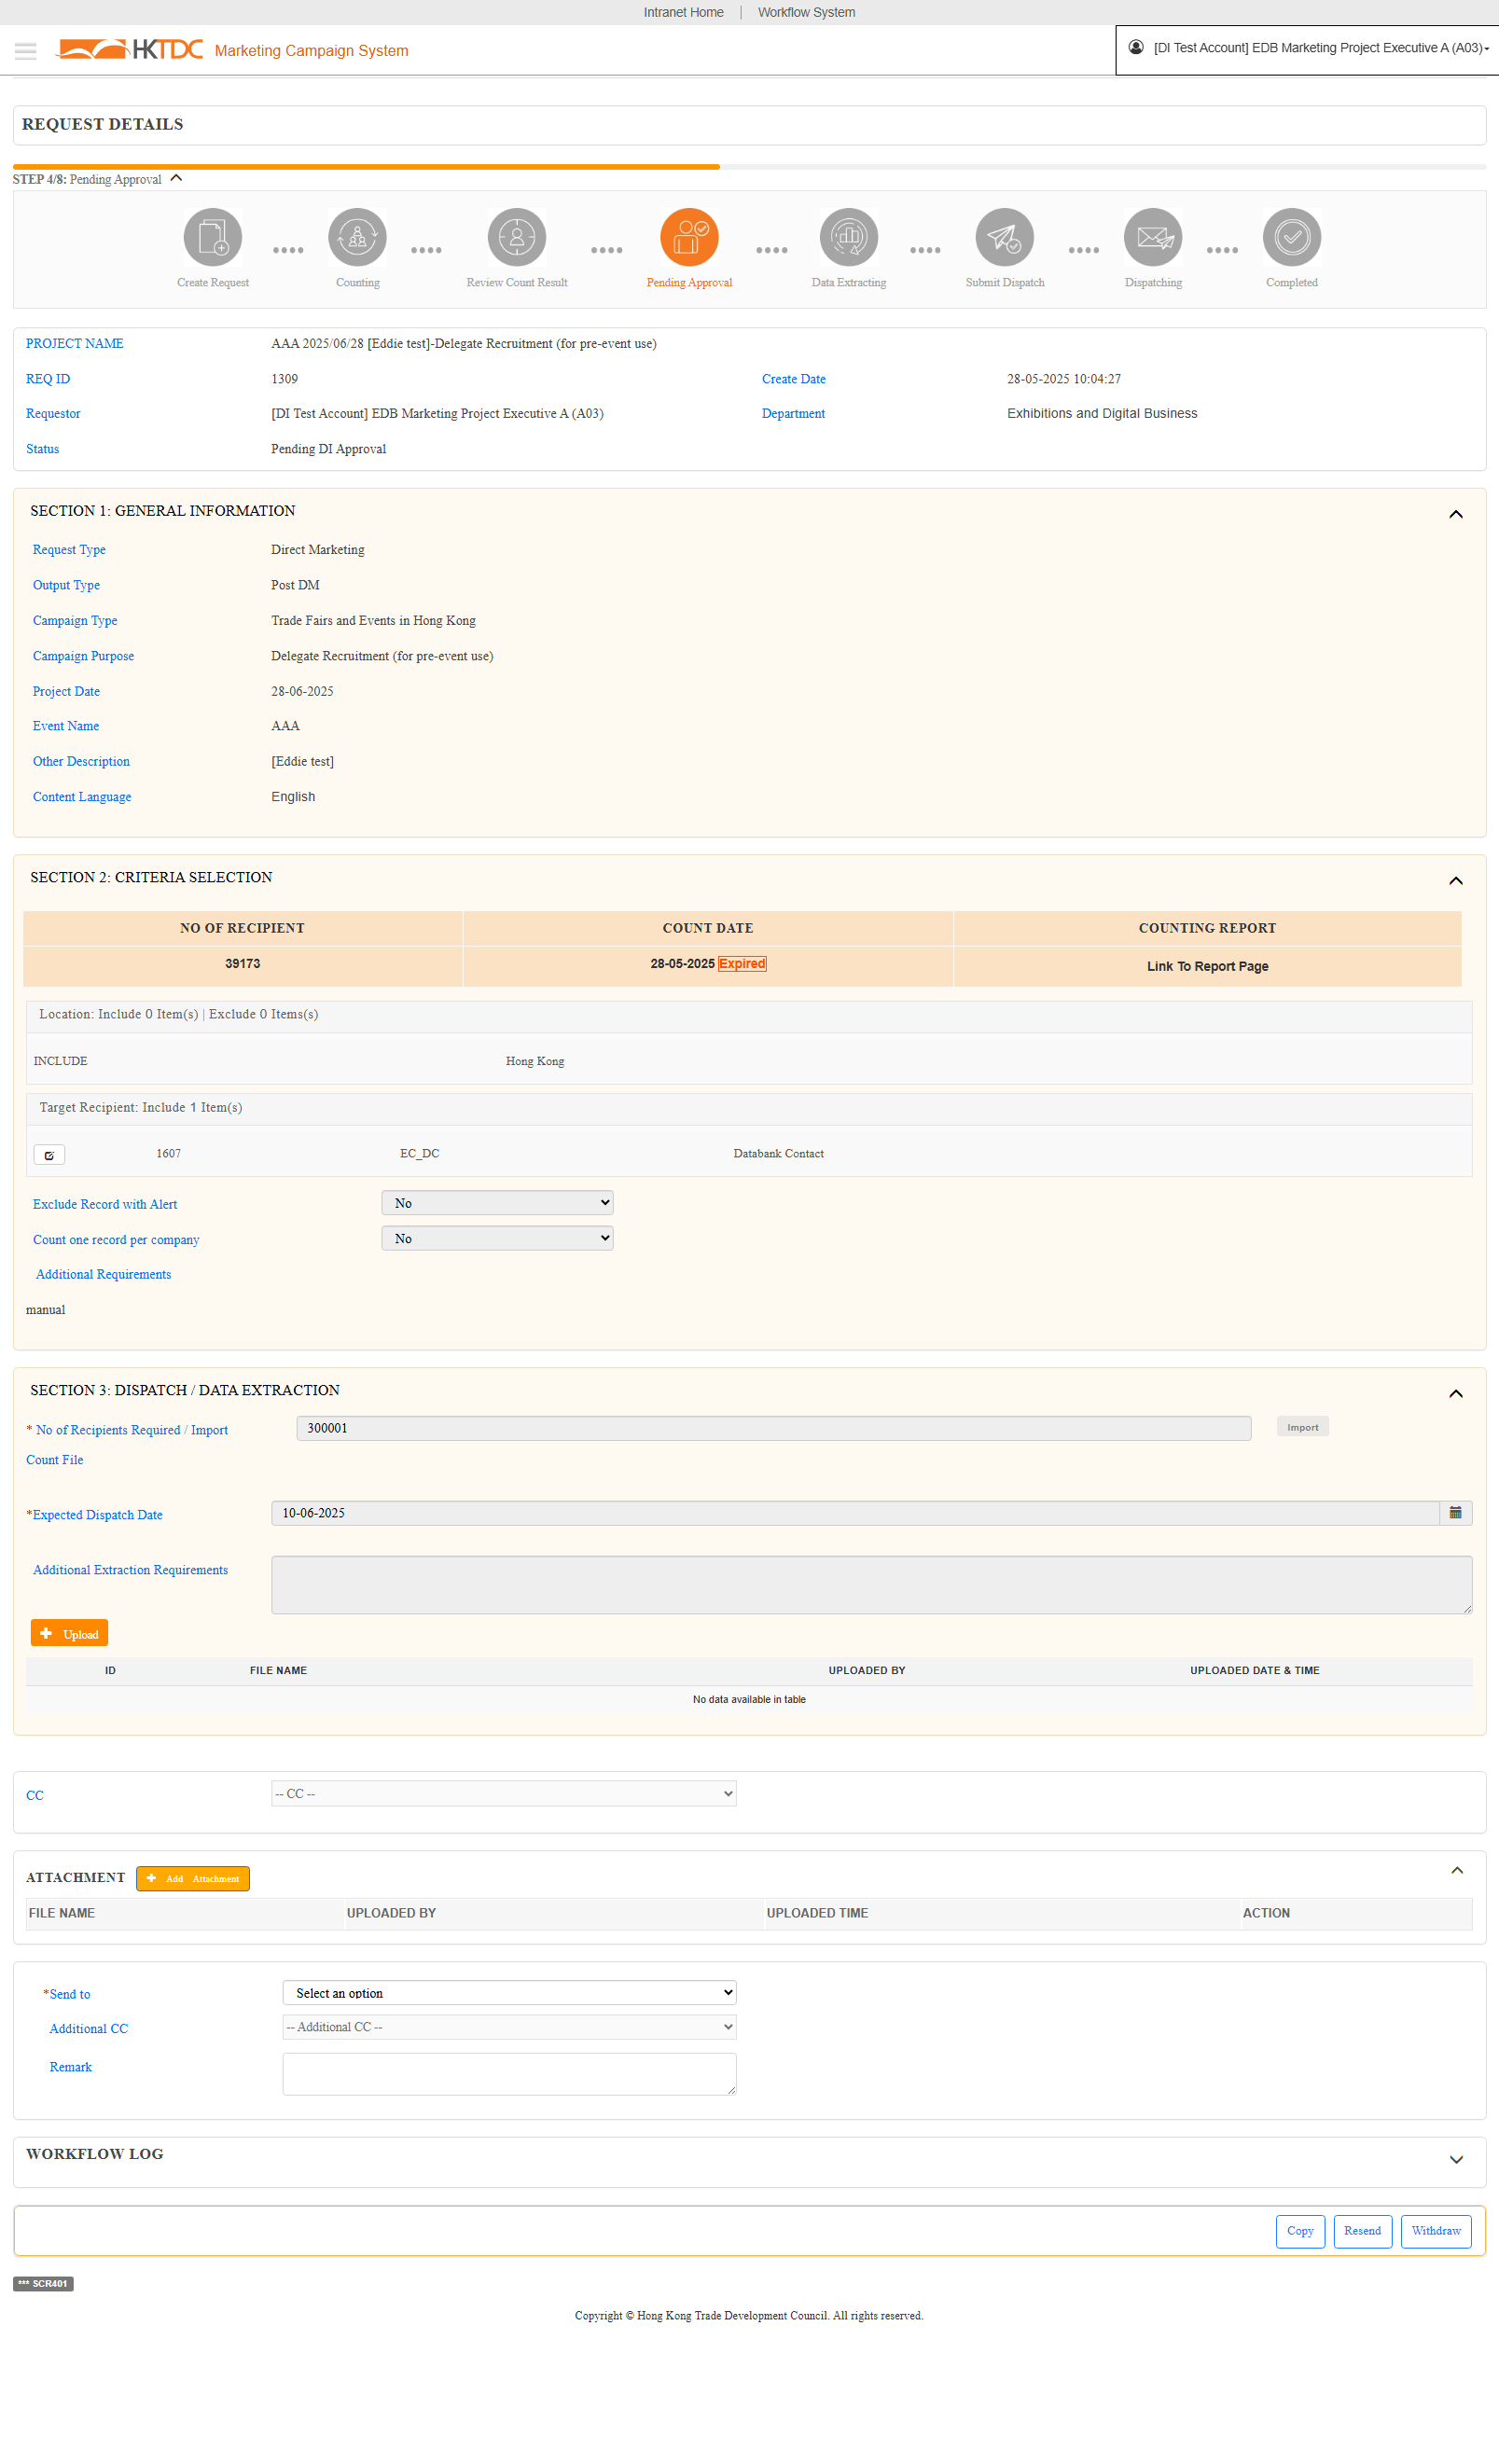 Intranet Home | Workflow System
HKTDC Marketing Campaign System
[DI Test Account] EDB Marketing Project Executive A (A03)
REQUEST DETAILS
STEP 4/8: Pending Approval
Create Request
Counting
Review Count Result
Pending Approval
Data Extracting
Submit Dispatch
Dispatching
Completed
PROJECT NAME AAA 2025/06/28 [Eddie test]-Delegate Recruitment (for pre-event use)
REQ ID 1309 Create Date 28-05-2025 10:04:27
Requestor [DI Test Account] EDB Marketing Project Executive A (A03) Department Exhibitions and Digital Business
Status Pending DI Approval
SECTION 1: GENERAL INFORMATION
Request Type Direct Marketing
Output Type Post DM
Campaign Type Trade Fairs and Events in Hong Kong
Campaign Purpose Delegate Recruitment (for pre-event use)
Project Date 28-06-2025
Event Name AAA
Other Description [Eddie test]
Content Language English
SECTION 2: CRITERIA SELECTION
NO OF RECIPIENT COUNT DATE COUNTING REPORT
39173 28-05-2025 Expired Link To Report Page
Location: Include 0 Item(s) | Exclude 0 Items(s)
INCLUDE Hong Kong
Target Recipient: Include 1 Item(s)
1607 EC_DC Databank Contact
Exclude Record with Alert No
Count one record per company No
Additional Requirements
manual
SECTION 3: DISPATCH / DATA EXTRACTION
* No of Recipients Required / Import Count File 300001 Import
*Expected Dispatch Date 10-06-2025
Additional Extraction Requirements
Upload
ID FILE NAME UPLOADED BY UPLOADED DATE & TIME
No data available in table
CC -- CC --
ATTACHMENT Add Attachment
FILE NAME UPLOADED BY UPLOADED TIME ACTION
*Send to Select an option
Additional CC -- Additional CC --
Remark
WORKFLOW LOG
Copy Resend Withdraw
*** SCR401
Copyright © Hong Kong Trade Development Council. All rights reserved.